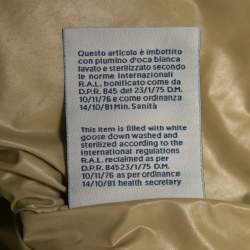 Questo articolo è imbottito
con piumino d'oca bianca
lavato e sterilizzato secondo
le norme internazionali
R.A.L., bonificato come da
D.P.R. 845 del 23/1/75 D.M.
10/11/76 e come ordinanza
14/10/81 Min. Sanità
This item is filled with white
goose down washed and
sterilized according to the
international regulations
R.A.L. reclaimed as per
D.P. 84523/1/75 D.M.
10/11/76 as per ordinance
14/10/81 health secretary